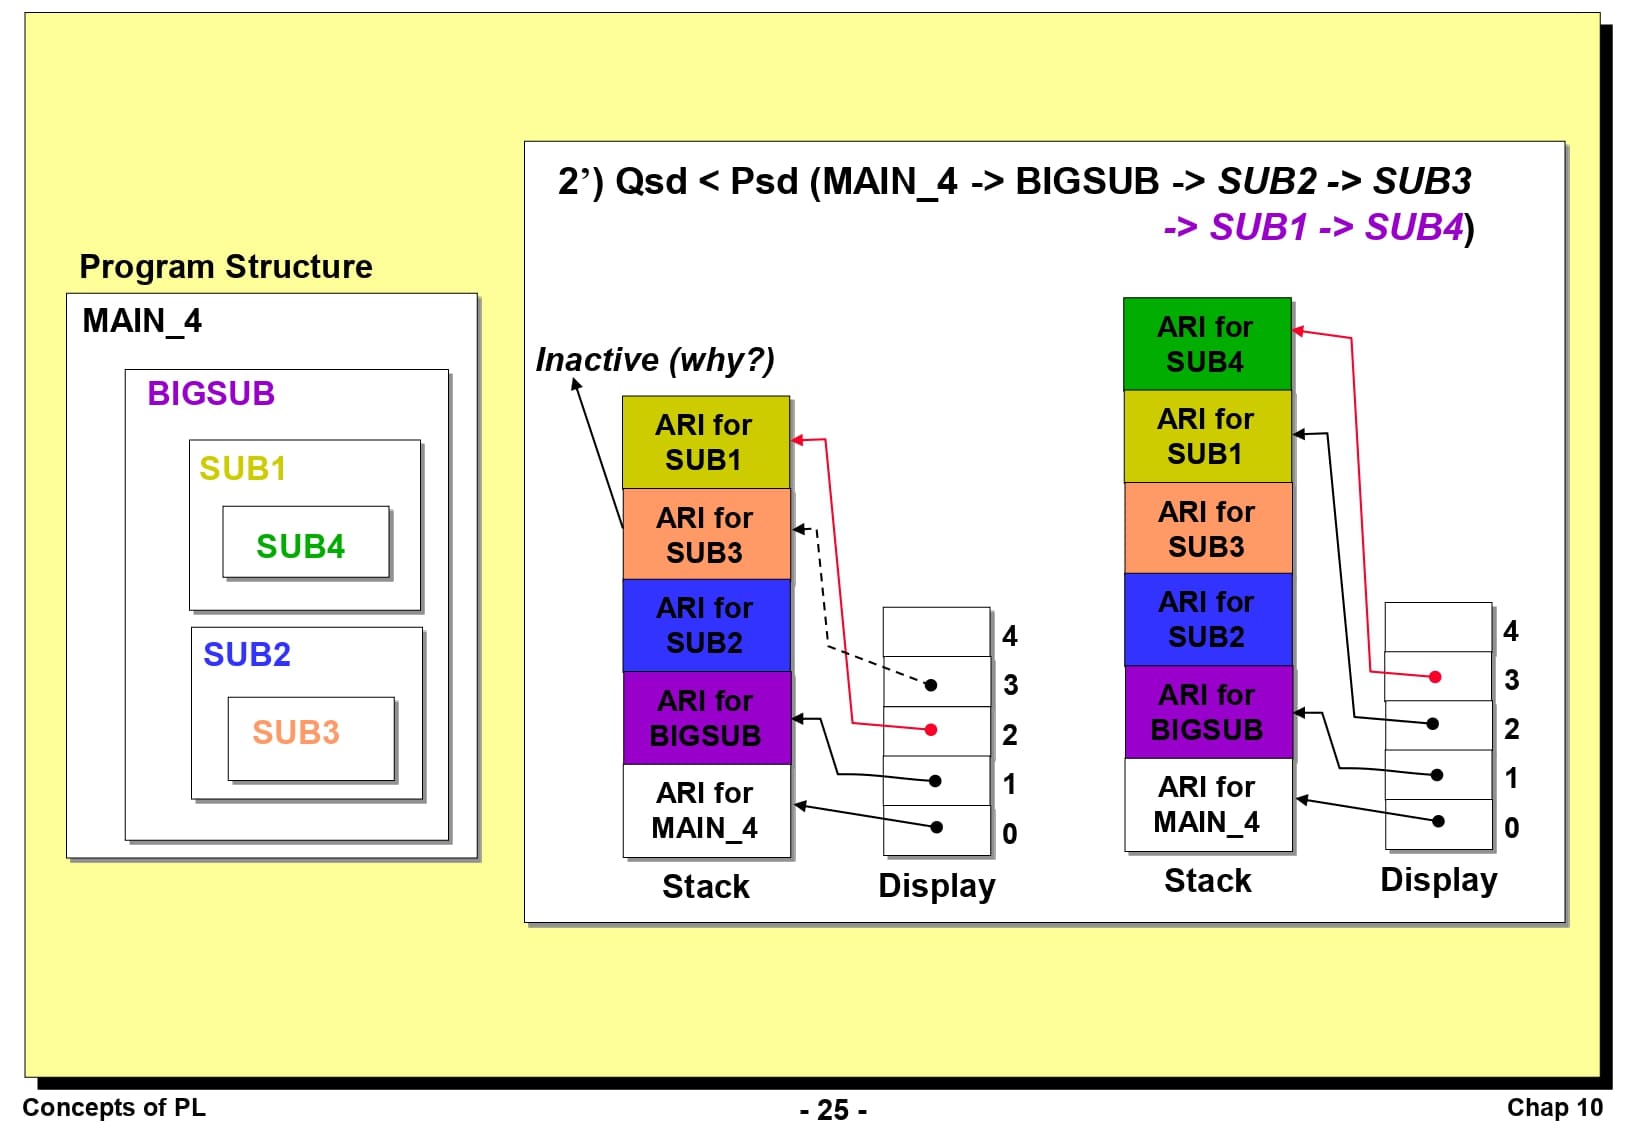 2’) Qsd < Psd (MAIN_4 -> BIGSUB -> SUB2 -> SUB3
-> SUB1 -> SUB4)
Program Structure
MAIN_4
BIGSUB
SUB1
SUB4
SUB2
SUB3
Inactive (why?)
ARI for
SUB1
ARI for
SUB3
ARI for
SUB2
ARI for
BIGSUB
ARI for
MAIN_4
Stack
4
3
2
1
0
Display
ARI for
SUB4
ARI for
SUB1
ARI for
SUB3
ARI for
SUB2
ARI for
BIGSUB
ARI for
MAIN_4
Stack
4
3
2
1
0
Display
Concepts of PL
- 25 -
Chap 10